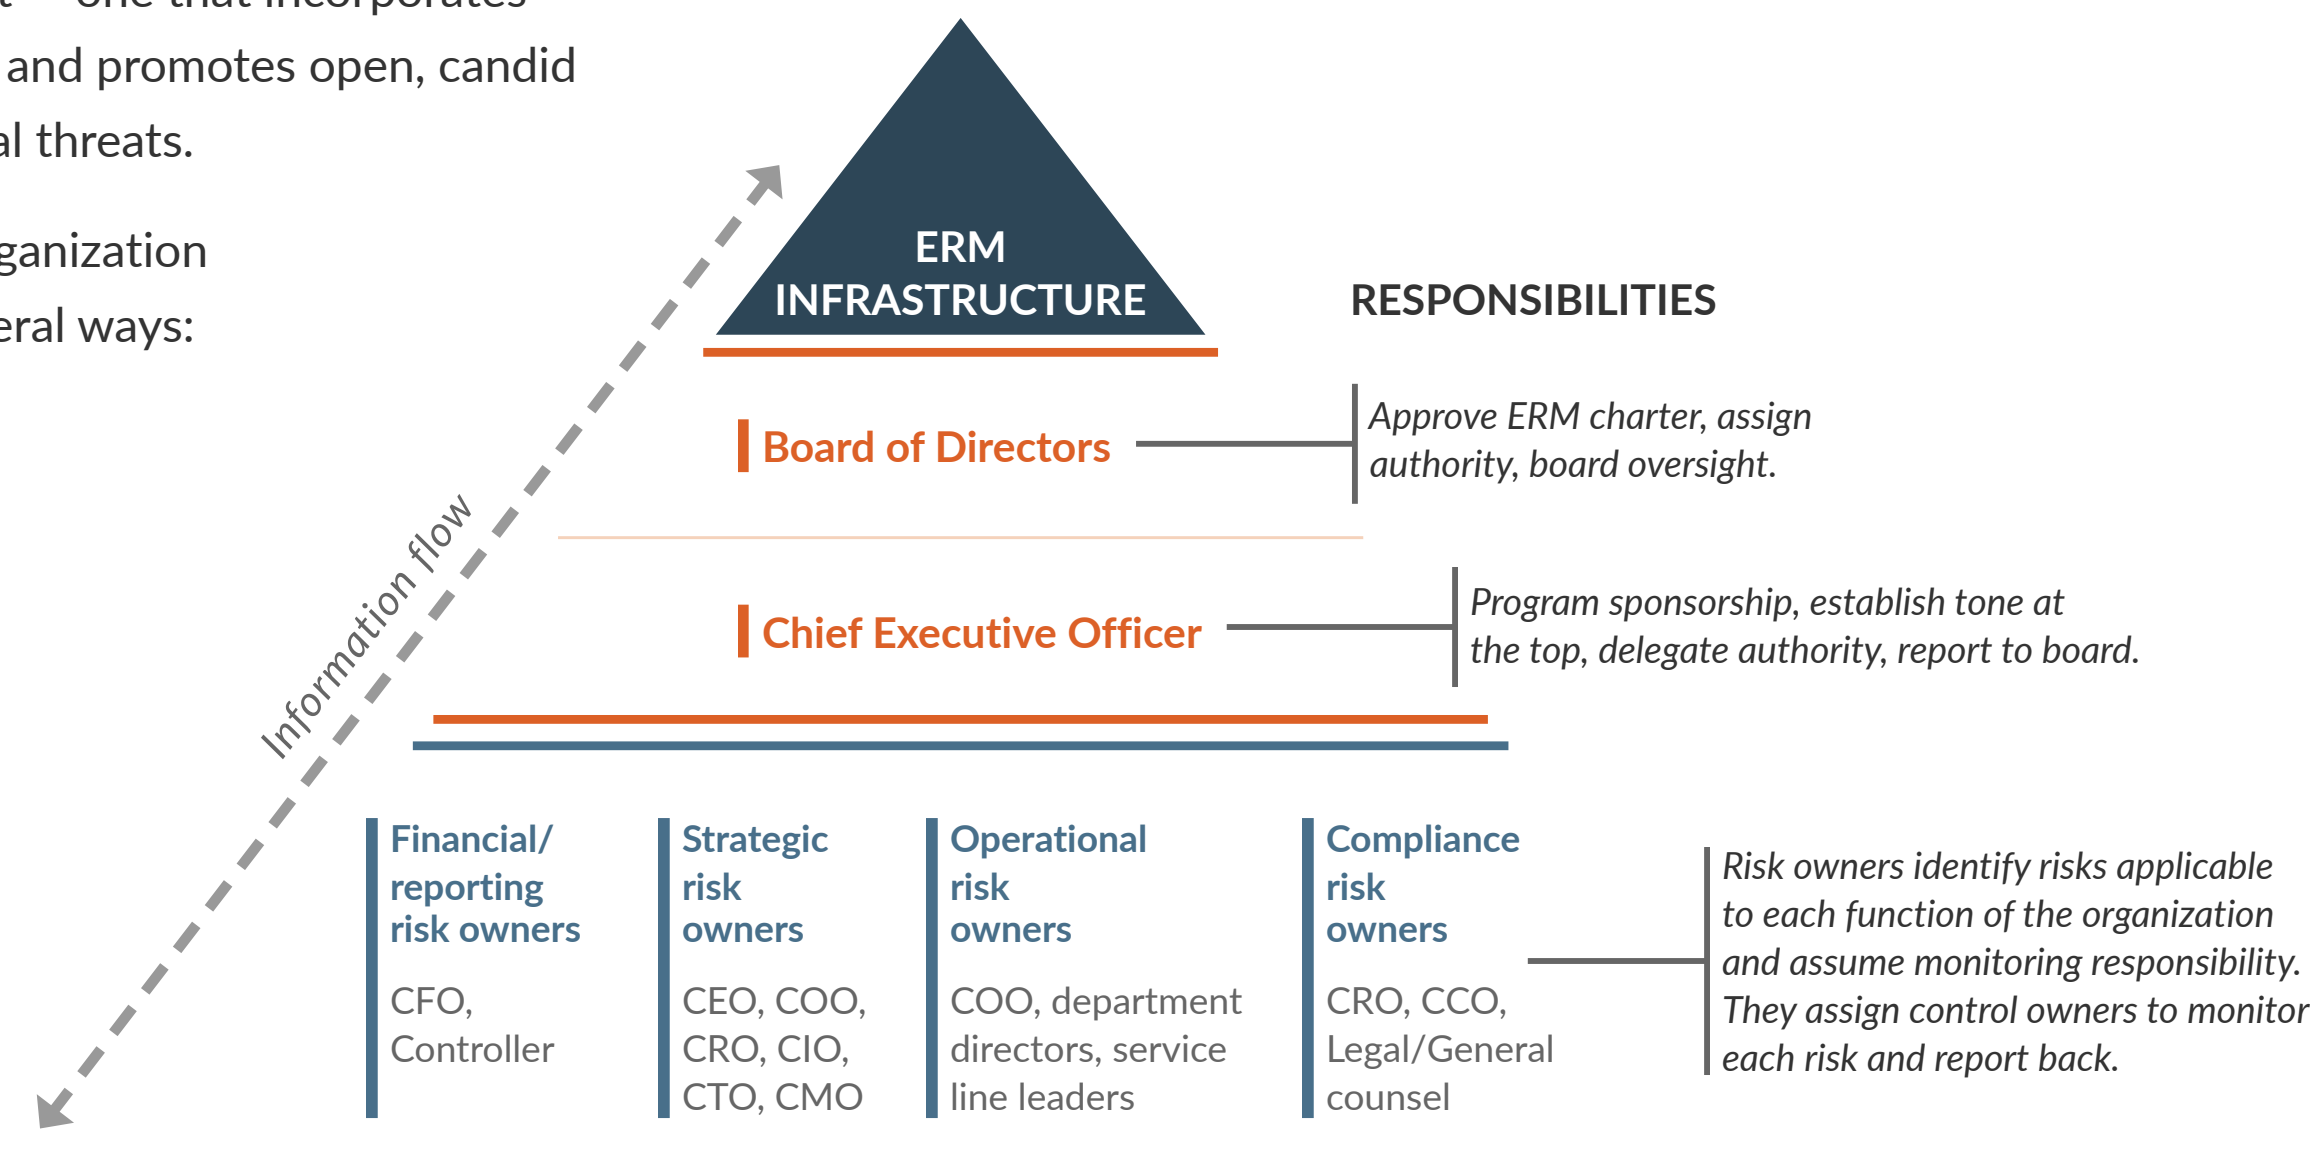 one that incorporates
and promotes open, candid
threats.
ways:
ERM
INFRASTRUCTURE
RESPONSIBILITIES
Board of Directors
Approve ERM charter, assign
authority, board oversight.
Information flow
Chief Executive Officer
Program sponsorship, establish tone at
the top, delegate authority, report to board.
Financial/
reporting
risk owners
CFO,
Controller
Strategic
risk
owners
CEO, COO,
CRO, CIO,
CTO, CMO
Operational
risk
owners
COO, department
directors, service
line leaders
Compliance
risk
owners
CRO, CCO,
Legal/General
counsel
Risk owners identify risks applicable
to each function of the organization
and assume monitoring responsibility.
They assign control owners to monitor
each risk and report back.